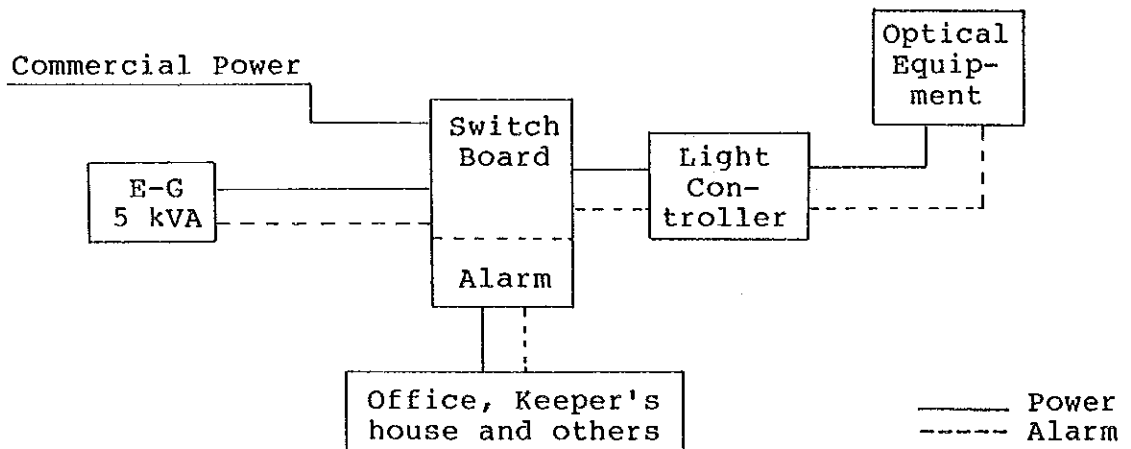 Commercial Power
Optical
Equip-
ment
Switch
Board
Light
Con-
troller
E-G
5 kVA
Alarm
Office, Keeper's
house and others
Power
Alarm